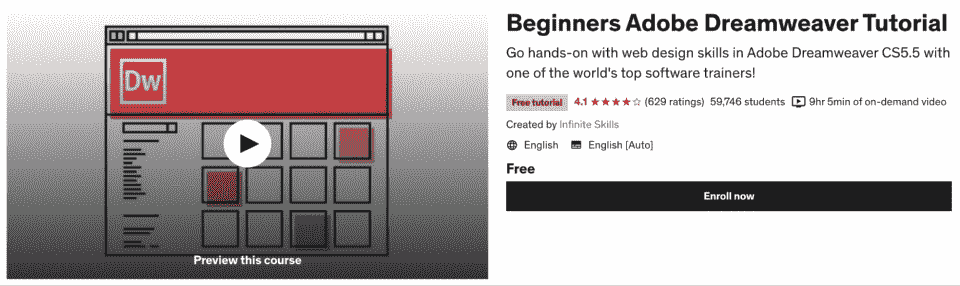 Dw
Preview this course
Beginners Adobe Dreamweaver Tutorial
Go hands-on with web design skills in Adobe Dreamweaver CS5.5 with
one of the world's top software trainers!
Free tutorial 4.1 (629 ratings) 59,746 students 9hr 5min of on-demand video
Created by Infinite Skills
English English [Auto]
Free
Enroll now